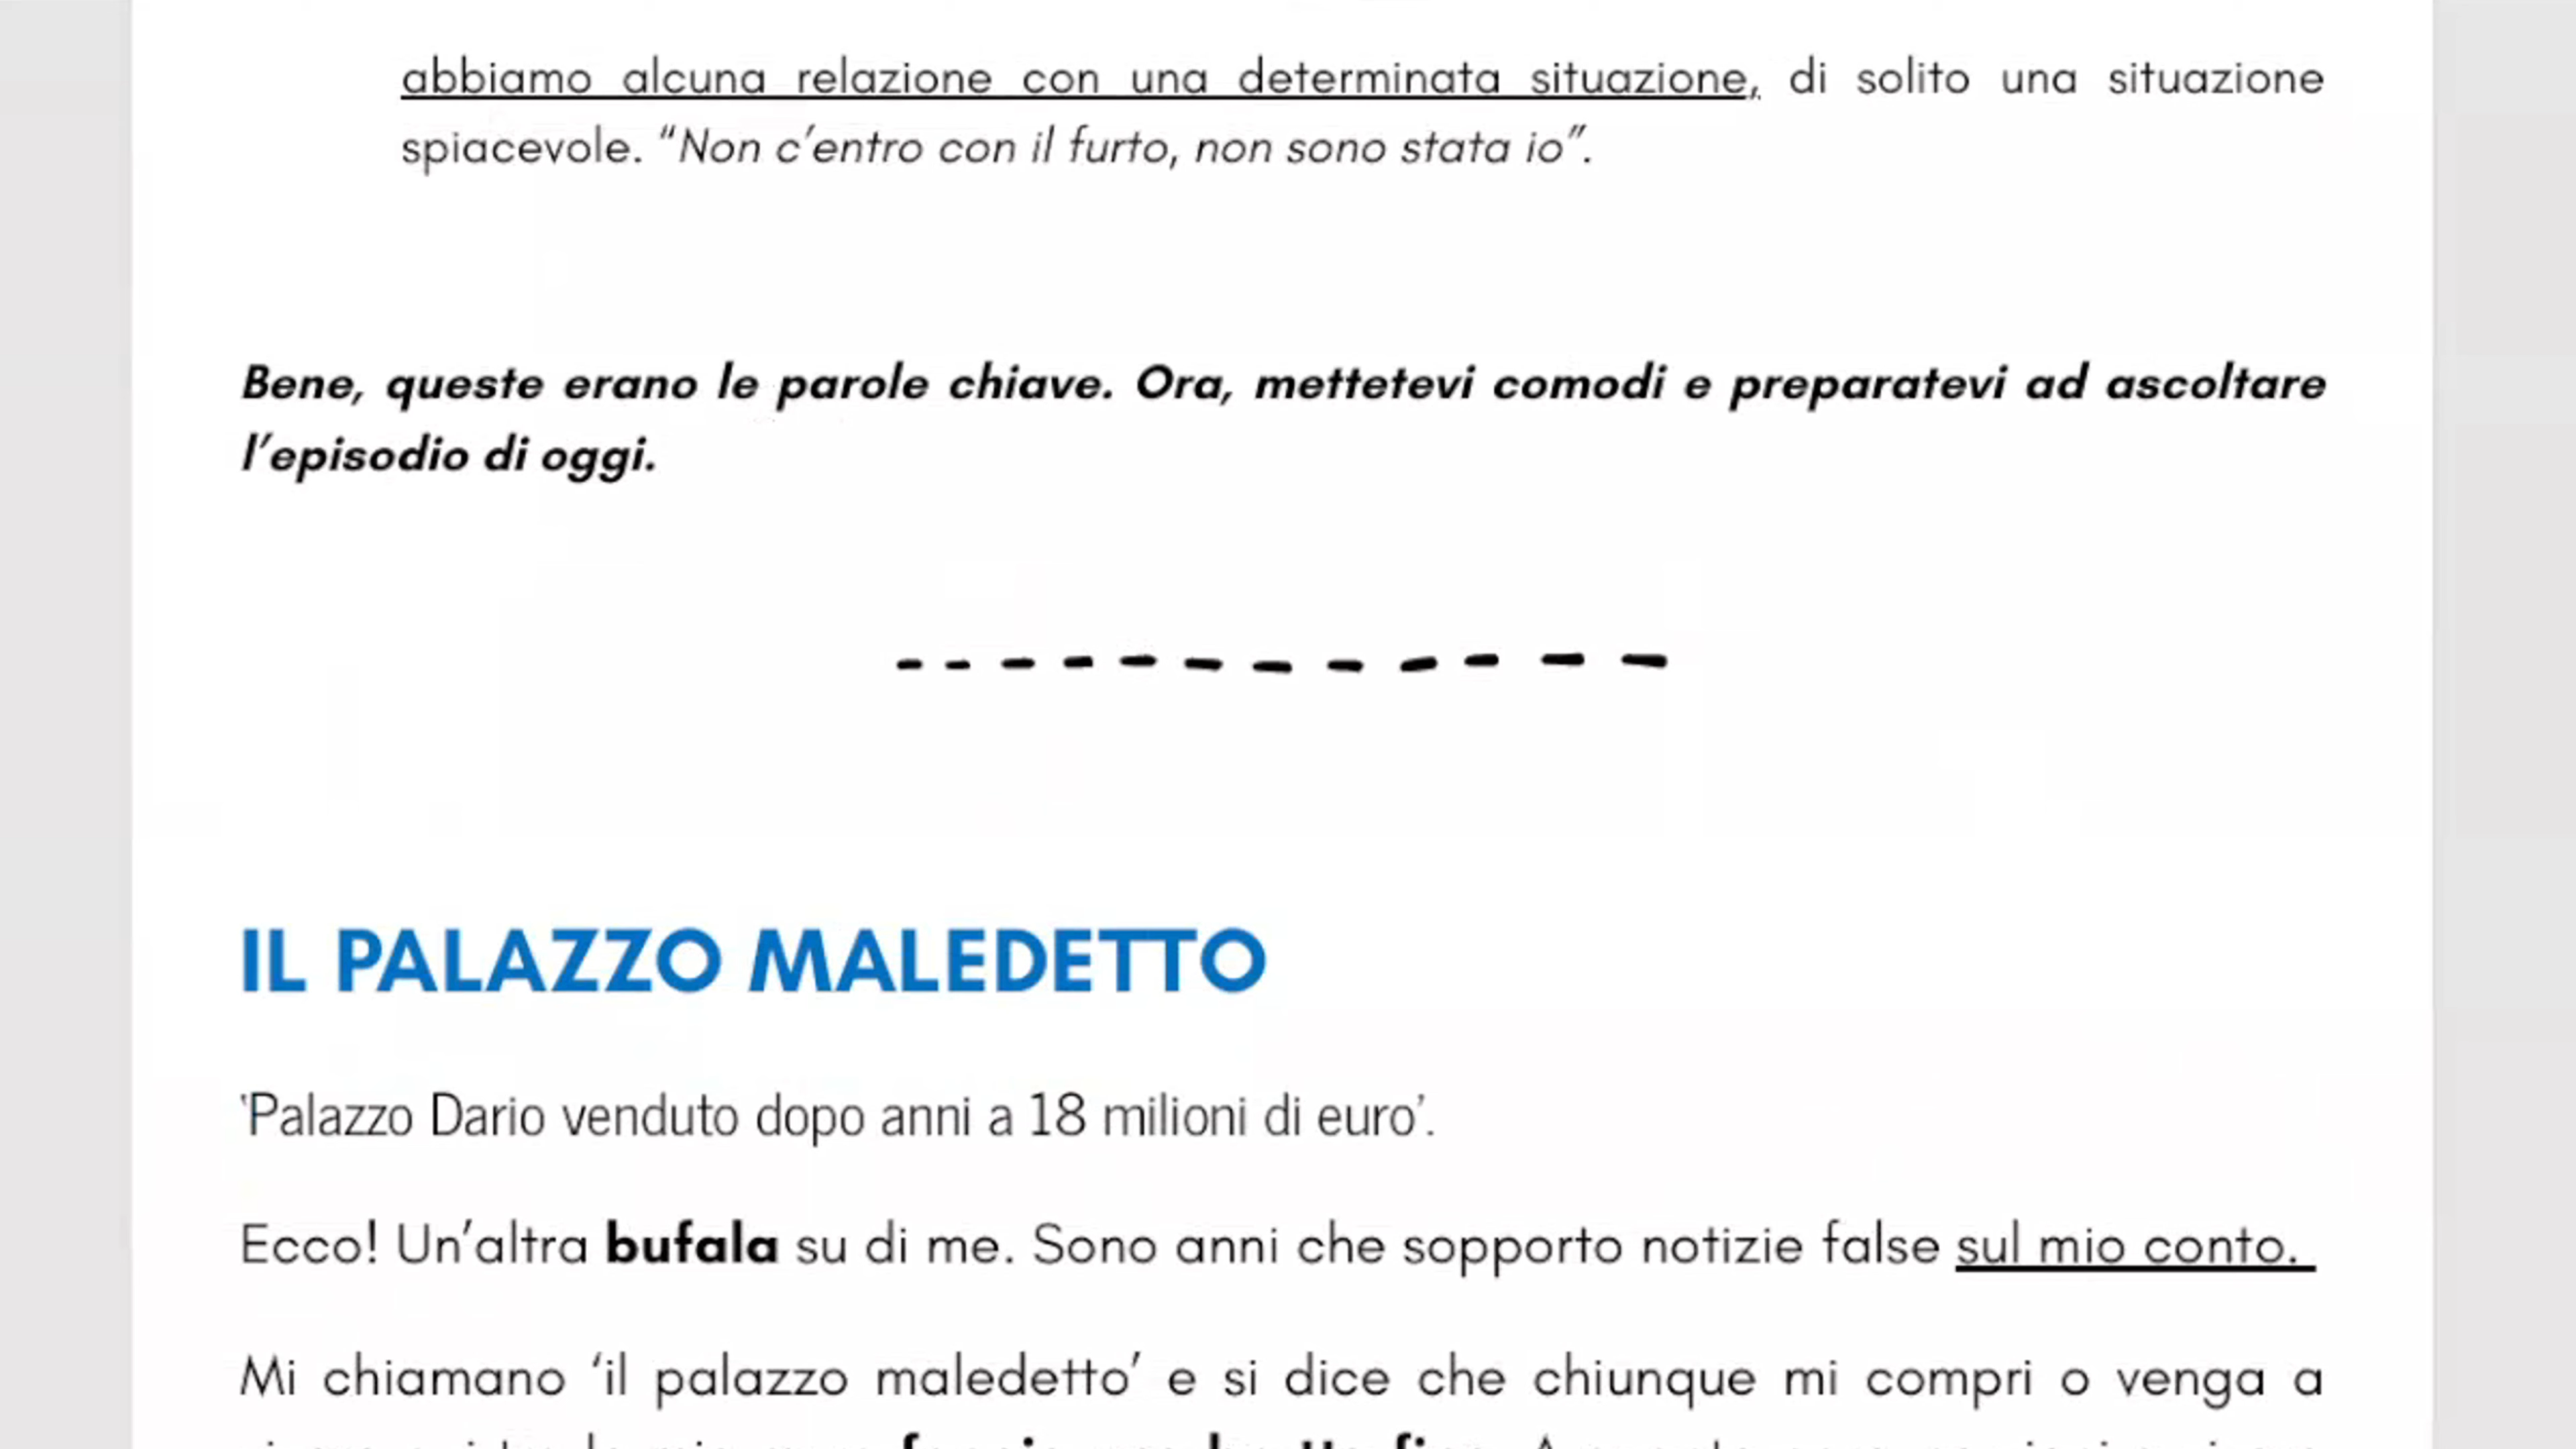 abbiamo alcuna relazione con una determinata situazione, di solito una situazione
spiacevole. “Non c’entro con il furto, non sono stata io”.
Bene, queste erano le parole chiave. Ora, mettetevi comodi e preparatevi ad ascoltare
l’episodio di oggi.
IL PALAZZO MALEDETTO
‘Palazzo Dario venduto dopo anni a 18 milioni di euro’.
Ecco! Un’altra bufala su di me. Sono anni che sopporto notizie false sul mio conto.
Mi chiamano ‘il palazzo maledetto’ e si dice che chiunque mi compri o venga a